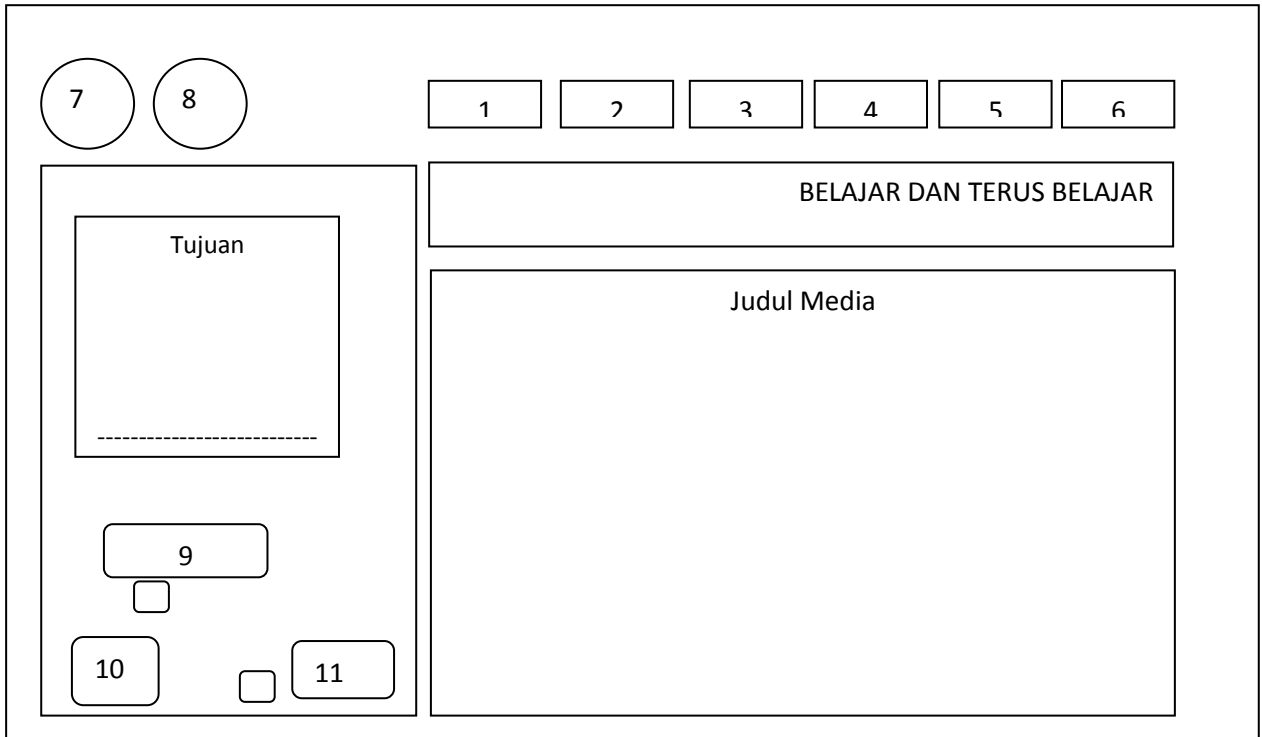 7 8 1 2 3 4 5 6
BELAJAR DAN TERUS BELAJAR
Tujuan
---------------------------
Judul Media
9
10 11